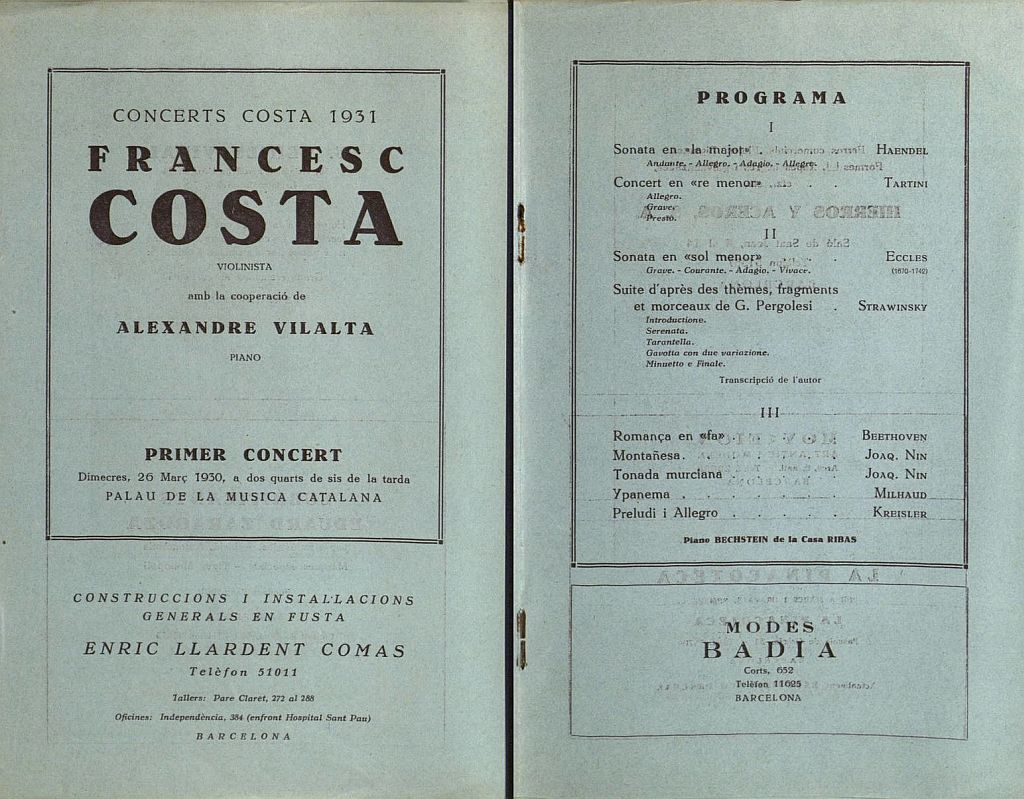 CONCERTS COSTA 1931
FRANCESC
COSTA
VIOLINISTA
amb la cooperació de
ALEXANDRE VILALTA
PIANO
PRIMER CONCERT
Dimecres, 26 Març 1930, a dos quarts de sis de la tarda
PALAU DE LA MUSICA CATALANA
CONSTRUCCIONS I INSTAL·LACIONS
GENERALS EN FUSTA
ENRIC LLARDENT COMAS
Telèfon 51011
Tallers: Pare Claret, 272 al 288
Oficines: Independència, 384 (enfront Hospital Sant Pau)
BARCELONA
PROGRAMA
I
Sonata en «la major» . . . HAENDEL
Andante. - Allegro. - Adagio. - Allegro.
Concert en «re menor» . . . TARTINI
Allegro.
Grave.
Presto.
II
Sonata en «sol menor» . . . ECCLES
Grave. - Courante. - Adagio. - Vivace. (1670-1742)
Suite d'après des thèmes, fragments
et morceaux de G. Pergolesi . STRAWINSKY
Introductione.
Serenata.
Tarantella.
Gavotta con due variazione.
Minuetto e Finale.
Transcripció de l'autor
III
Romança en «fa» . . . . BEETHOVEN
Montañesa. . . . . . JOAQ. NIN
Tonada murciana . . . . JOAQ. NIN
Ypanema . . . . . . MILHAUD
Preludi i Allegro . . . . . KREISLER
Piano BECHSTEIN de la Casa RIBAS
MODES
BADIA
Corts, 652
Telèfon 11625
BARCELONA